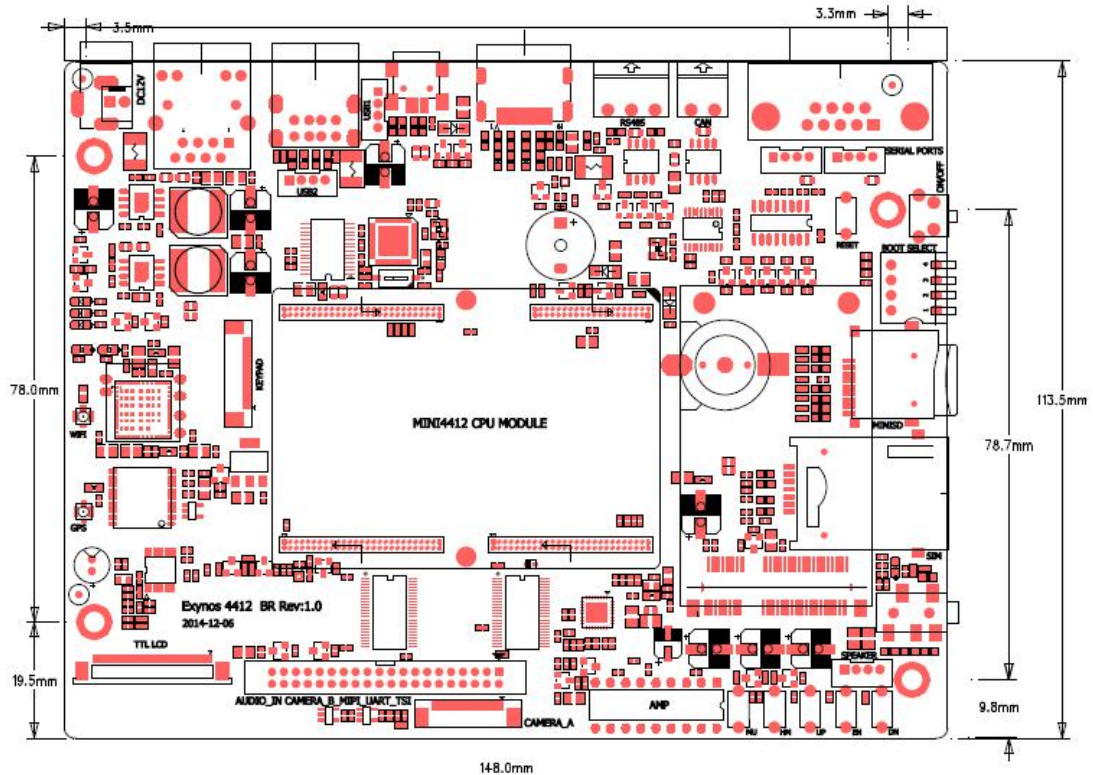 3.5mm
3.3mm
DC12V
USB1
RS485
CAN
SERIAL PORTS
USB2
ON/OFF
RESET
BOOT SELECT
KEYPAD
78.0mm
113.5mm
MINI4412 CPU MODULE
WIFI
MINISD
78.7mm
GPS
SIM
Exynos 4412 BR Rev:1.0
2014-12-06
TTL LCD
SPEAKER
19.5mm
AUDIO_IN CAMERA_B_MIPI_UART_TSI
CAMERA_A
AMP
9.8mm
MU
HM
UP
EN
DN
148.0mm